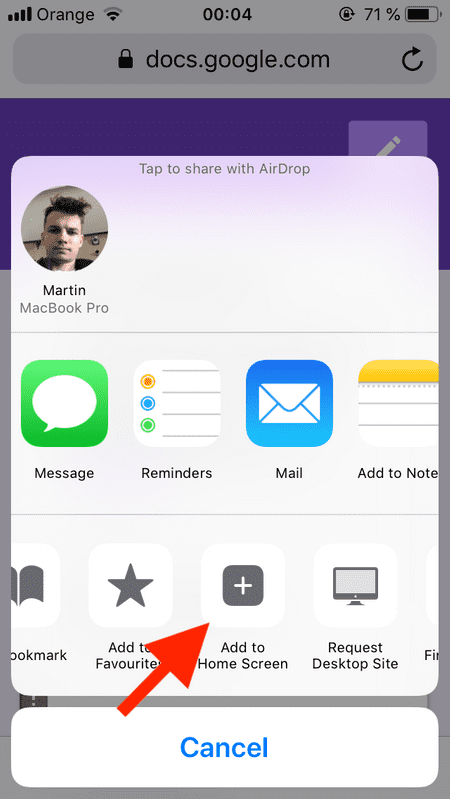 Orange 00:04 71 %
docs.google.com
Tap to share with AirDrop
Martin
MacBook Pro
Message Reminders Mail Add to Note
ookmark Add to Favourite Add to Home Screen Request Desktop Site Fin
Cancel